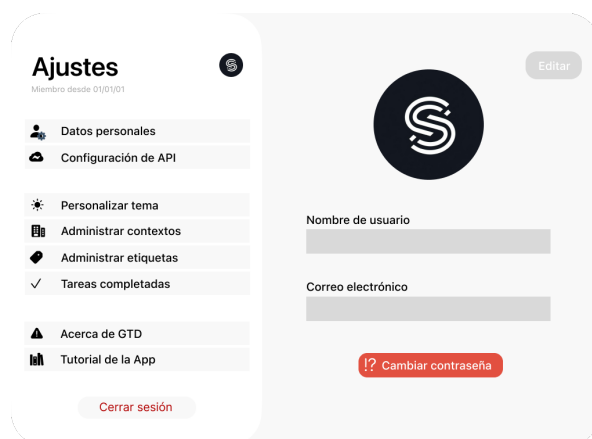 Ajustes
Miembro desde 01/01/01
Datos personales
Configuración de API
Personalizar tema
Administrar contextos
Administrar etiquetas
Tareas completadas
Acerca de GTD
Tutorial de la App
Cerrar sesión
Editar
Nombre de usuario
Correo electrónico
!? Cambiar contraseña